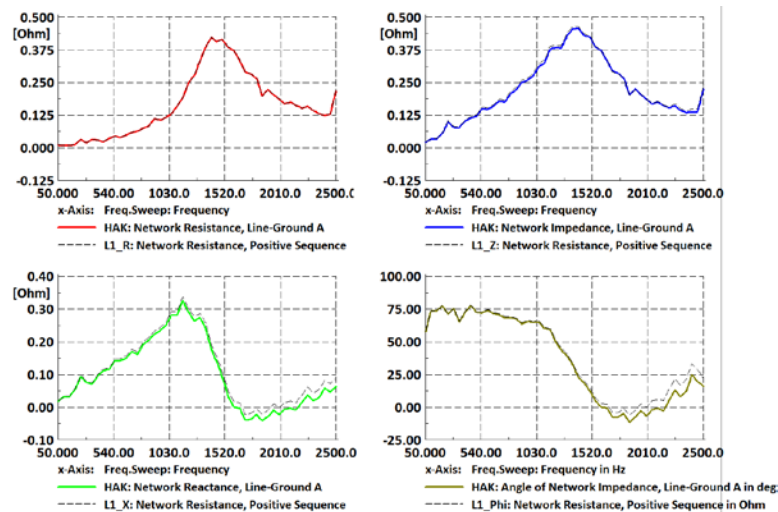 0.500
[Ohm]
0.375
0.250
0.125
0.000
-0.125
50.000 540.00 1030.0 1520.0 2010.0 2500.0
x-Axis: Freq.Sweep: Frequency
HAK: Network Resistance, Line-Ground A
L1_R: Network Resistance, Positive Sequence
0.500
[Ohm]
0.375
0.250
0.125
0.000
-0.125
50.000 540.00 1030.0 1520.0 2010.0 2500.0
x-Axis: Freq.Sweep: Frequency
HAK: Network Impedance, Line-Ground A
L1_Z: Network Resistance, Positive Sequence
0.40
[Ohm]
0.30
0.20
0.10
0.00
-0.10
50.000 540.00 1030.0 1520.0 2010.0 2500.0
x-Axis: Freq.Sweep: Frequency
HAK: Network Reactance, Line-Ground A
L1_X: Network Resistance, Positive Sequence
100.00
75.00
50.00
25.00
0.00
-25.00
50.000 540.00 1030.0 1520.0 2010.0 2500.0
x-Axis: Freq.Sweep: Frequency in Hz
HAK: Angle of Network Impedance, Line-Ground A in deg
L1_Phi: Network Resistance, Positive Sequence in Ohm